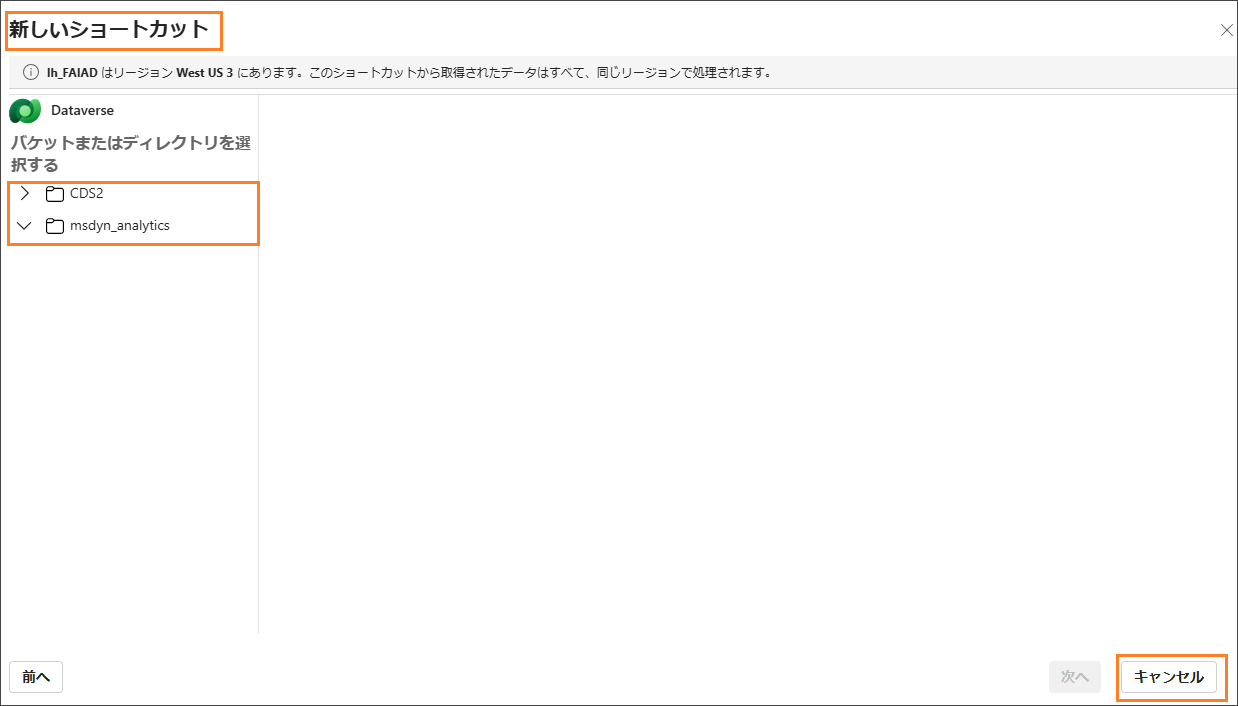 新しいショートカット
lh_FAIAD はリージョン West US 3 にあります。このショートカットから取得されたデータはすべて、同じリージョンで処理されます。
Dataverse
バケットまたはディレクトリを選
択する
CDS2
msdyn_analytics
前へ
次へ
キャンセル